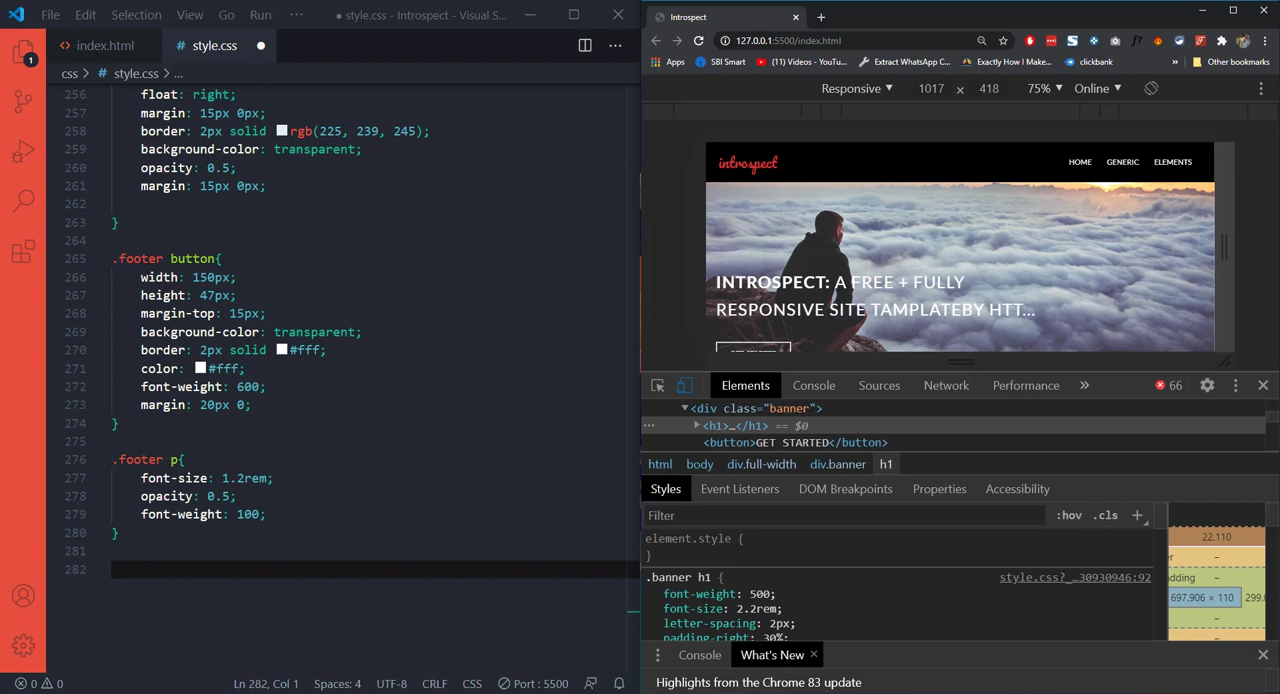 File Edit Selection View Go Run ··· ● style.css - Introspect - Visual S...
index.html # style.css ●
css > # style.css > ...
256 float: right;
257 margin: 15px 0px;
258 border: 2px solid rgb(225, 239, 245);
259 background-color: transparent;
260 opacity: 0.5;
261 margin: 15px 0px;
262
263 }
264
265 .footer button{
266 width: 150px;
267 height: 47px;
268 margin-top: 15px;
269 background-color: transparent;
270 border: 2px solid #fff;
271 color: #fff;
272 font-weight: 600;
273 margin: 20px 0;
274 }
275
276 .footer p{
277 font-size: 1.2rem;
278 opacity: 0.5;
279 font-weight: 100;
280 }
281
282
1
0 0 Ln 282, Col 1 Spaces: 4 UTF-8 CRLF CSS Port : 5500
Introspect
127.0.0.1:5500/index.html
Apps SBI Smart (11) Videos - YouTu... Extract WhatsApp C... Exactly How I Make... clickbank » Other bookmarks
Responsive ▼ 1017 × 418 75% ▼ Online ▼
introspect HOME GENERIC ELEMENTS
INTROSPECT: A FREE + FULLY
RESPONSIVE SITE TAMPLATEBY HTT...
Elements Console Sources Network Performance » 66
▼<div class="banner">
··· ▶<h1>…</h1> == $0
<button>GET STARTED</button>
html body div.full-width div.banner h1
Styles Event Listeners DOM Breakpoints Properties Accessibility
Filter :hov .cls +
element.style {
}
.banner h1 { style.css?_…30930946:92
font-weight: 500;
font-size: 2.2rem;
letter-spacing: 2px;
padding-right: 30%;
22.110
–
–
697.906 × 110
–
–
Console What's New ×
Highlights from the Chrome 83 update